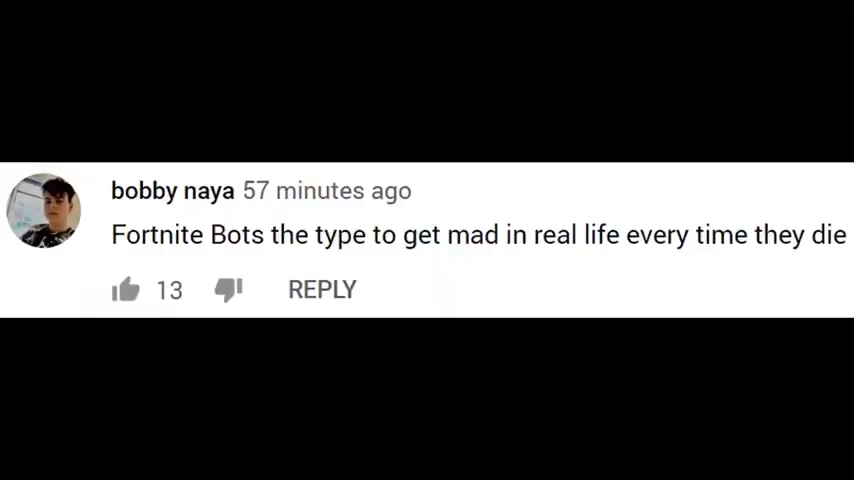 bobby naya 57 minutes ago
Fortnite Bots the type to get mad in real life every time they die
13 REPLY